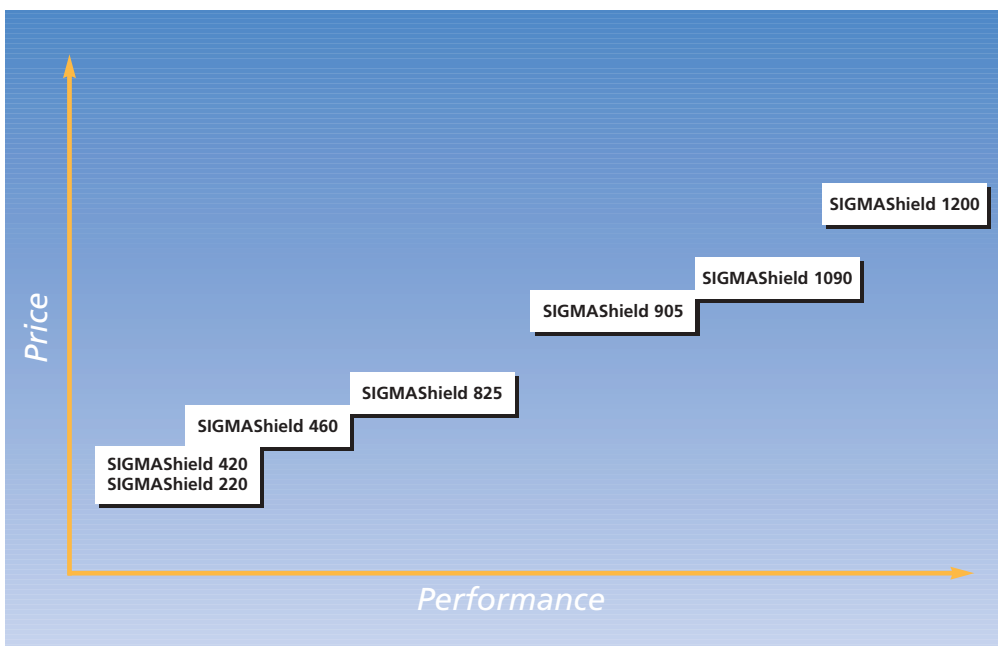 SIGMAShield 1200
SIGMAShield 1090
SIGMAShield 905
SIGMAShield 825
SIGMAShield 460
SIGMAShield 420
SIGMAShield 220
Price
Performance